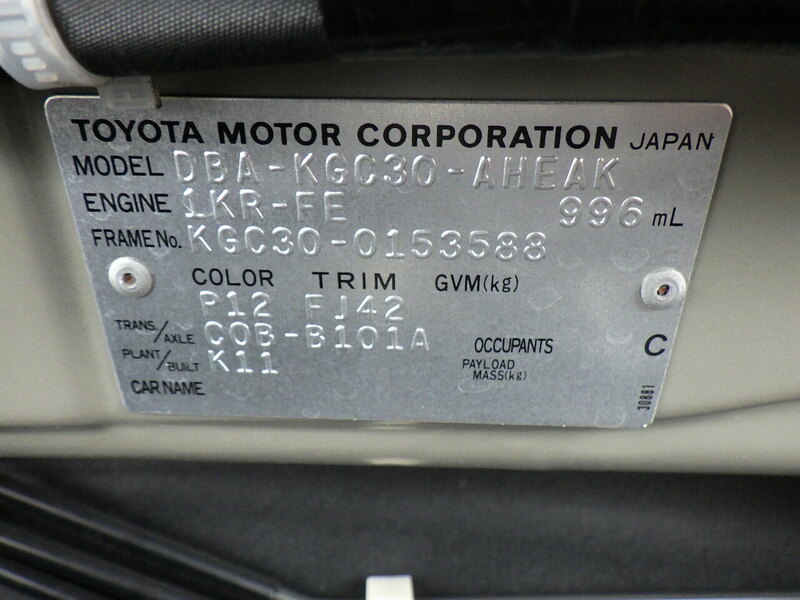 TOYOTA MOTOR CORPORATION JAPAN
MODEL DBA-KGC30-AHEAK
ENGINE 1KR-FE 996 mL
FRAME No. KGC30-0153588
COLOR TRIM GVM(kg)
P12 FJ42
TRANS./AXLE C0B-B101A OCCUPANTS C
PLANT/BUILT K11 PAYLOAD MASS(kg)
CAR NAME
30881